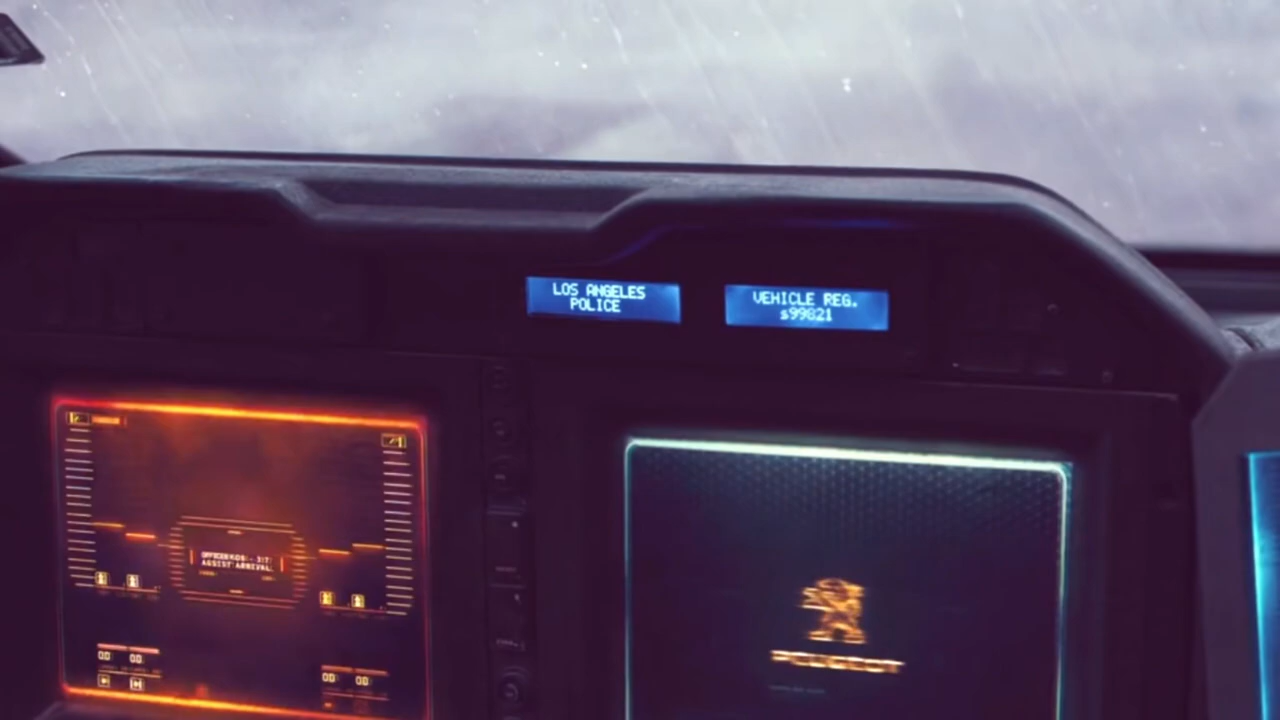 LOS ANGELES
POLICE
VEHICLE REG.
s99821
ASSIST ARRIVAL
PEUGEOT